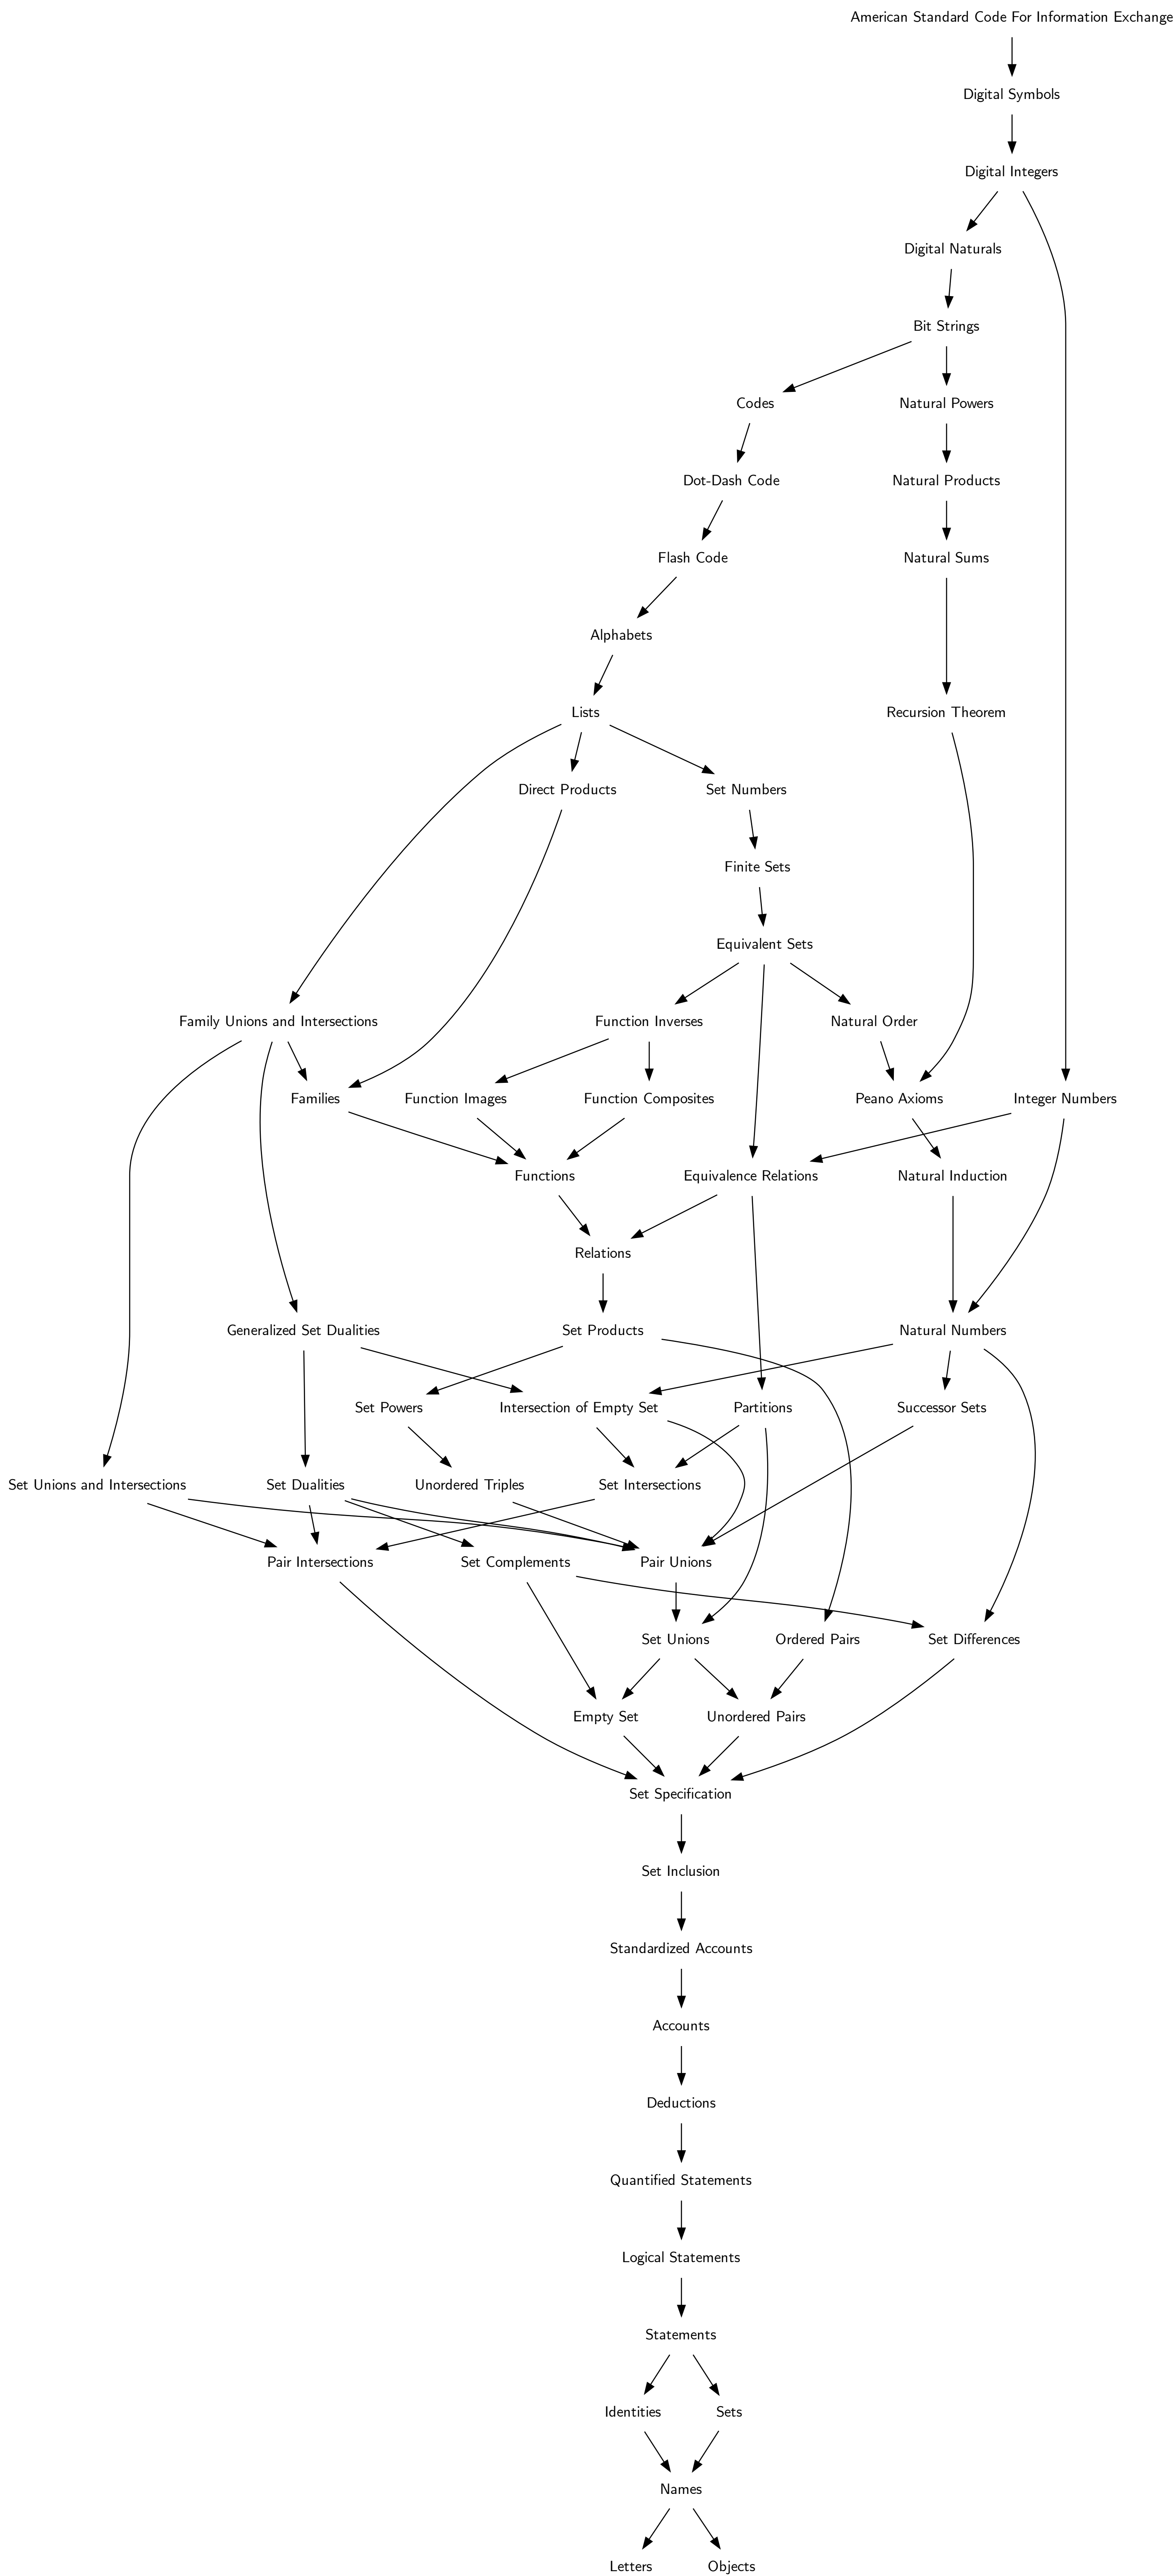 American Standard Code For Information Exchange
Digital Symbols
Digital Integers
Digital Naturals
Bit Strings
Codes
Natural Powers
Dot-Dash Code
Natural Products
Flash Code
Natural Sums
Alphabets
Lists
Recursion Theorem
Direct Products
Set Numbers
Finite Sets
Equivalent Sets
Family Unions and Intersections
Function Inverses
Natural Order
Families
Function Images
Function Composites
Peano Axioms
Integer Numbers
Functions
Equivalence Relations
Natural Induction
Relations
Generalized Set Dualities
Set Products
Natural Numbers
Set Powers
Intersection of Empty Set
Partitions
Successor Sets
Set Unions and Intersections
Set Dualities
Unordered Triples
Set Intersections
Pair Intersections
Set Complements
Pair Unions
Set Unions
Ordered Pairs
Set Differences
Empty Set
Unordered Pairs
Set Specification
Set Inclusion
Standardized Accounts
Accounts
Deductions
Quantified Statements
Logical Statements
Statements
Identities
Sets
Names
Letters
Objects